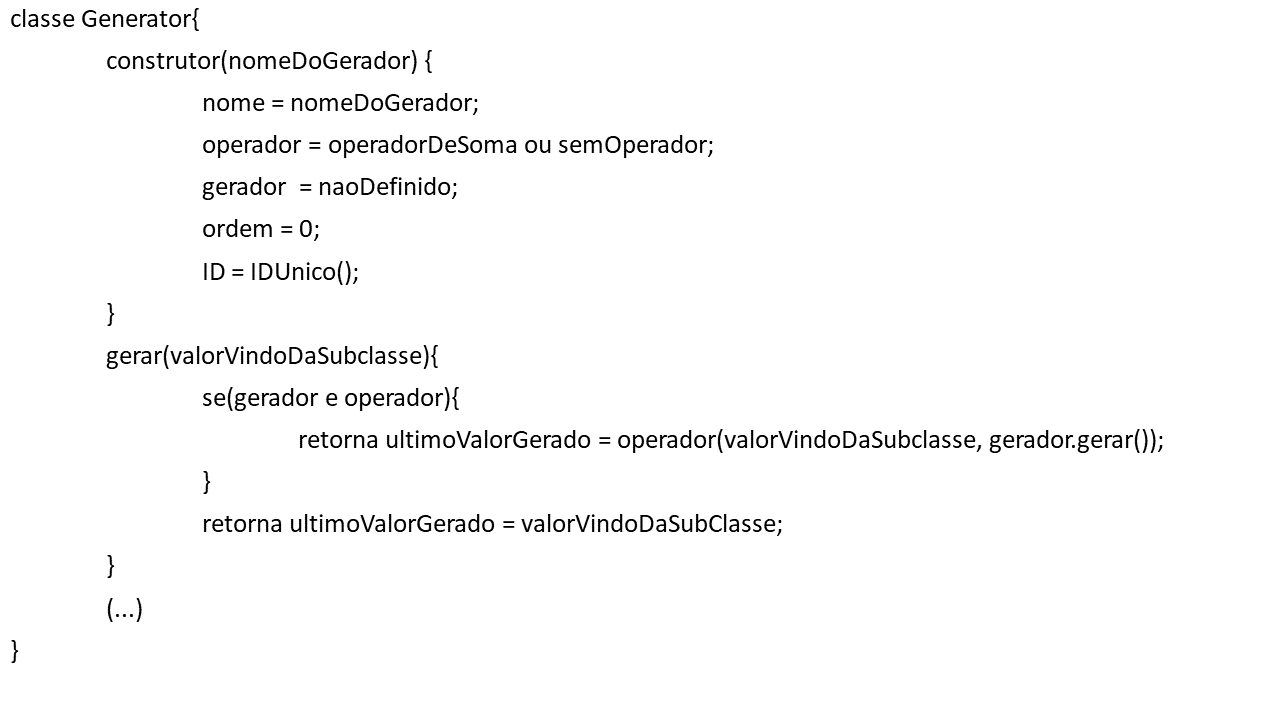 classe Generator{
construtor(nomeDoGerador) {
nome = nomeDoGerador;
operador = operadorDeSoma ou semOperador;
gerador  = naoDefinido;
ordem = 0;
ID = IDUnico();
}
gerar(valorVindoDaSubclasse){
se(gerador e operador){
retorna ultimoValorGerado = operador(valorVindoDaSubclasse, gerador.gerar());
}
retorna ultimoValorGerado = valorVindoDaSubClasse;
}
(...)
}